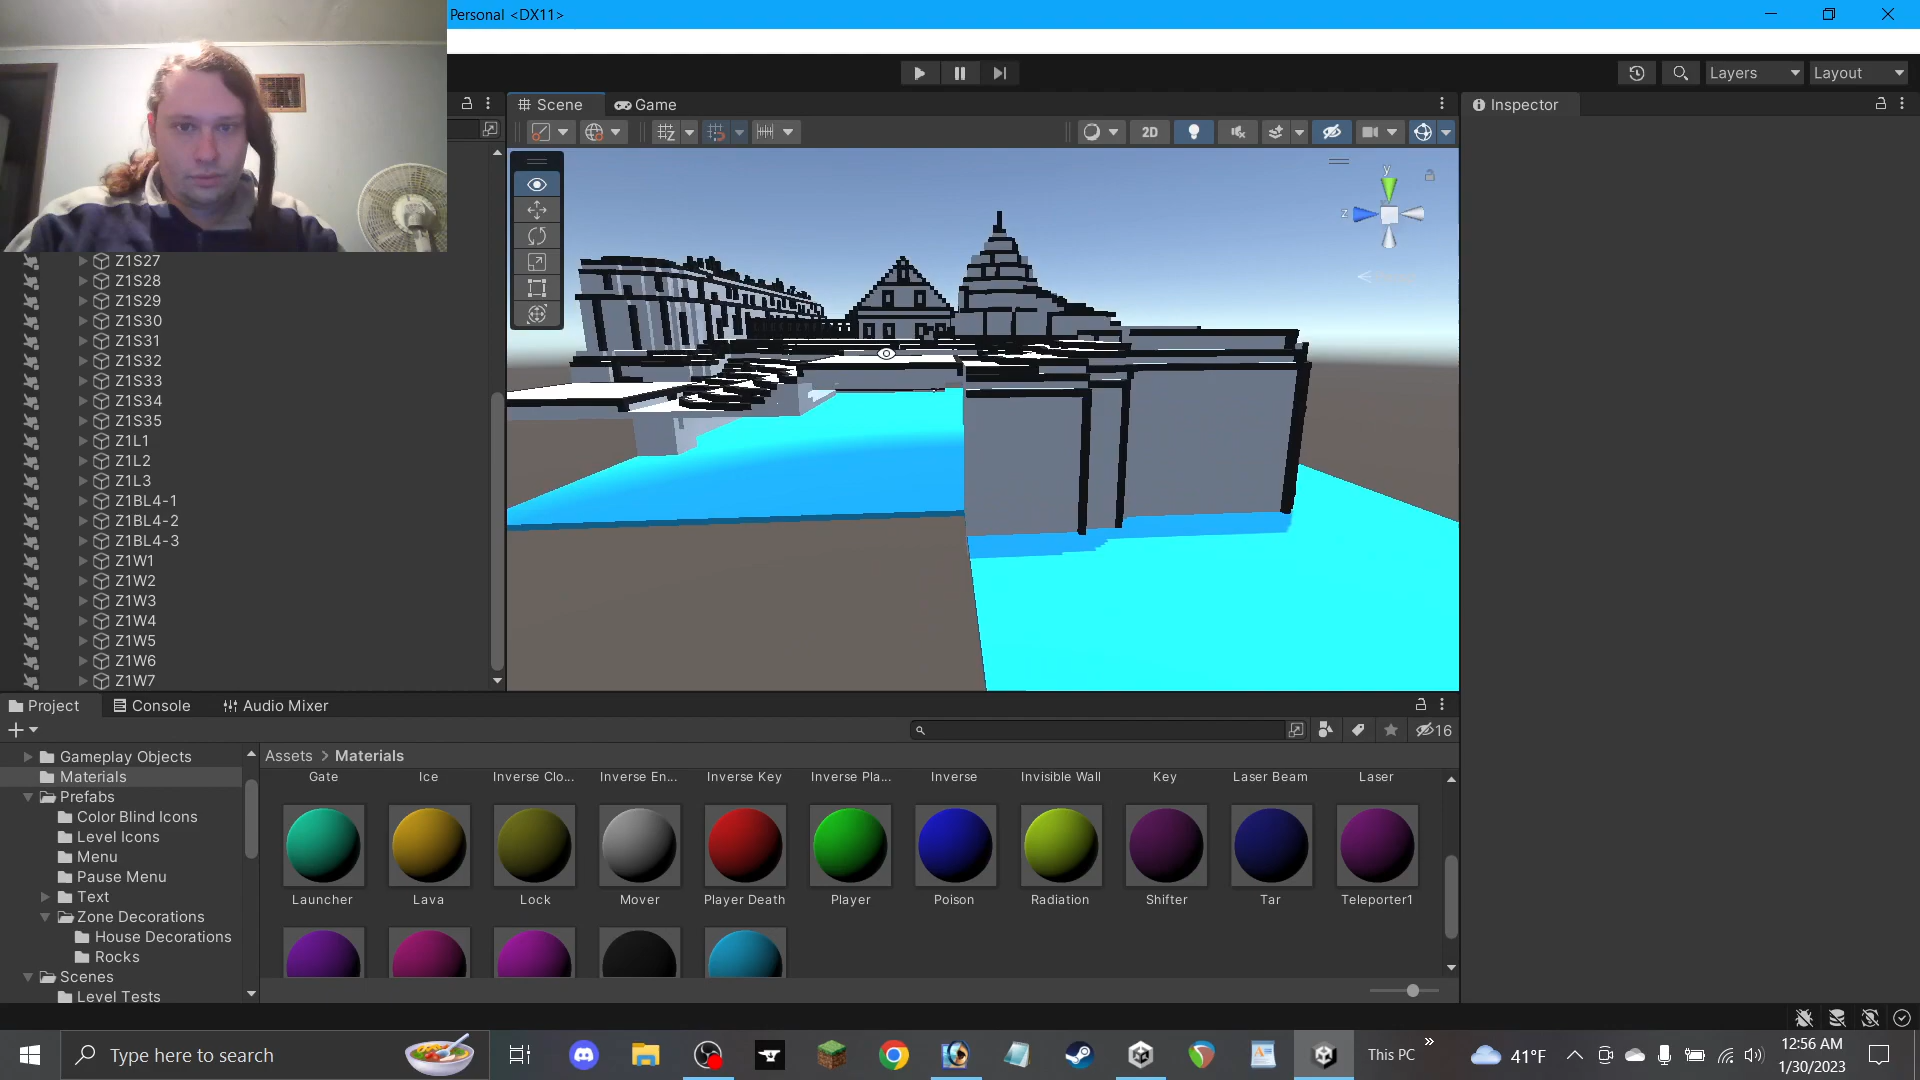 Personal <DX11>
Layers
Layout
Scene
Game
Inspector
2D
y
z
Z1S27
Z1S28
Z1S29
Z1S30
Z1S31
Z1S32
Z1S33
Z1S34
Z1S35
Z1L1
Z1L2
Z1L3
Z1BL4-1
Z1BL4-2
Z1BL4-3
Z1W1
Z1W2
Z1W3
Z1W4
Z1W5
Z1W6
Z1W7
Project
Console
Audio Mixer
16
Gameplay Objects
Materials
Prefabs
Color Blind Icons
Level Icons
Menu
Pause Menu
Text
Zone Decorations
House Decorations
Rocks
Scenes
Level Tests
Assets > Materials
Gate Ice Inverse Clo... Inverse En... Inverse Key Inverse Pla... Inverse Invisible Wall Key Laser Beam Laser
Launcher Lava Lock Mover Player Death Player Poison Radiation Shifter Tar Teleporter1
Type here to search
This PC
»
41°F
12:56 AM
1/30/2023